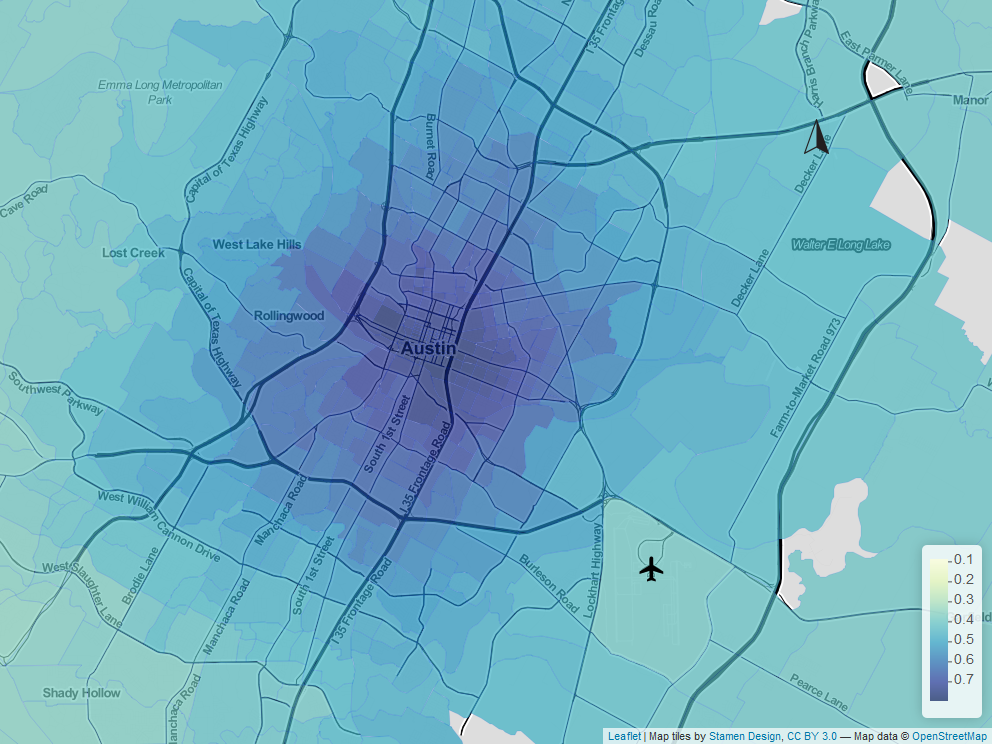 I 35 Frontage
Dessau Roa
Harris Branch Parkway
East Parmer Lane
Emma Long Metropolitan
Park
Manor
Capital of Texas Highway
Burnet Road
Decker Lane
Cave Road
West Lake Hills
Lost Creek
Walter E Long Lake
Decker Lane
Capital of Texas Highway
Rollingwood
Austin
Farm-to-Market Road 973
Southwest Parkway
South 1st Street
I 35 Frontage Road
West William Cannon Drive
Manchaca Road
Brodie Lane
South 1st Street
Lockhart Highway
Burleson Road
West Slaughter Lane
Manchaca Road
I 35 Frontage Road
Shady Hollow
Manchaca Road
Pearce Lane
0.1
0.2
0.3
0.4
0.5
0.6
0.7
Leaflet | Map tiles by Stamen Design, CC BY 3.0 — Map data © OpenStreetMap